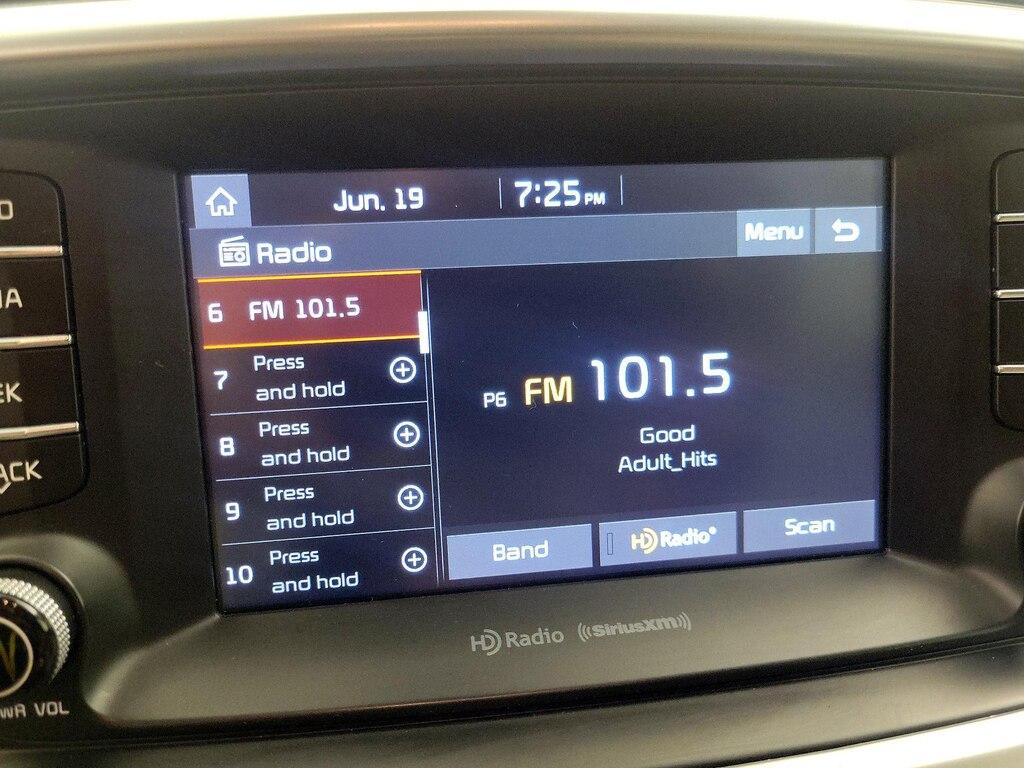 Jun. 19
7:25 PM
Radio
Menu
6 FM 101.5
7 Press and hold
8 Press and hold
9 Press and hold
10 Press and hold
P6 FM 101.5
Good
Adult_Hits
Band
HD Radio®
Scan
HD Radio
((SiriusXM))
VOL